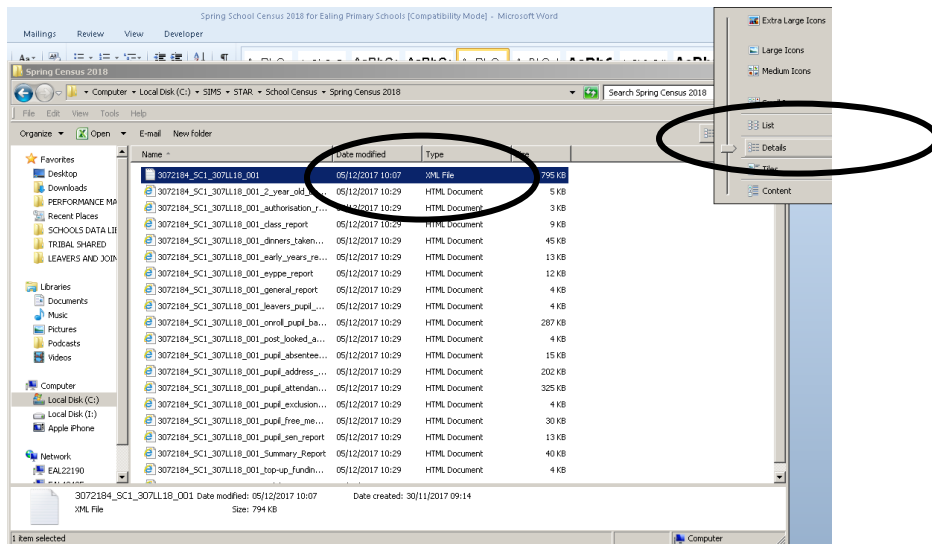 Spring School Census 2018 for Ealing Primary Schools [Compatibility Mode] - Microsoft Word
Mailings Review View Developer
Spring Census 2018
Computer Local Disk (C:) SIMS STAR School Census Spring Census 2018
Search Spring Census 2018
File Edit View Tools Help
Organize Open E-mail New folder
Favorites
Desktop
Downloads
PERFORMANCE MA
Recent Places
SCHOOLS DATA LIB
TRIBAL SHARED
LEAVERS AND JOIN
Libraries
Documents
Music
Pictures
Podcasts
Videos
Computer
Local Disk (C:)
Local Disk (I:)
Apple iPhone
Network
EAL22190
Name Date modified Type
3072184_SC1_307LL18_001 05/12/2017 10:07 XML File 795 KB
3072184_SC1_307LL18_001_2_year_old_ 05/12/2017 10:29 HTML Document 5 KB
3072184_SC1_307LL18_001_authorisation_r... 05/12/2017 10:29 HTML Document 3 KB
3072184_SC1_307LL18_001_class_report 05/12/2017 10:29 HTML Document 9 KB
3072184_SC1_307LL18_001_dinners_taken... 05/12/2017 10:29 HTML Document 45 KB
3072184_SC1_307LL18_001_early_years_re... 05/12/2017 10:29 HTML Document 13 KB
3072184_SC1_307LL18_001_eyppe_report 05/12/2017 10:29 HTML Document 12 KB
3072184_SC1_307LL18_001_general_report 05/12/2017 10:29 HTML Document 4 KB
3072184_SC1_307LL18_001_leavers_pupil_... 05/12/2017 10:29 HTML Document 4 KB
3072184_SC1_307LL18_001_onroll_pupil_ba... 05/12/2017 10:29 HTML Document 287 KB
3072184_SC1_307LL18_001_post_looked_a... 05/12/2017 10:29 HTML Document 4 KB
3072184_SC1_307LL18_001_pupil_absentee... 05/12/2017 10:29 HTML Document 15 KB
3072184_SC1_307LL18_001_pupil_address_... 05/12/2017 10:29 HTML Document 202 KB
3072184_SC1_307LL18_001_pupil_attendan... 05/12/2017 10:29 HTML Document 325 KB
3072184_SC1_307LL18_001_pupil_exclusion... 05/12/2017 10:29 HTML Document 4 KB
3072184_SC1_307LL18_001_pupil_free_me... 05/12/2017 10:29 HTML Document 30 KB
3072184_SC1_307LL18_001_pupil_sen_report 05/12/2017 10:29 HTML Document 13 KB
3072184_SC1_307LL18_001_Summary_Report 05/12/2017 10:29 HTML Document 40 KB
3072184_SC1_307LL18_001_top-up_fundin... 05/12/2017 10:29 HTML Document 4 KB
Extra Large Icons
Large Icons
Medium Icons
List
Details
Tiles
Content
3072184_SC1_307LL18_001 Date modified: 05/12/2017 10:07 Date created: 30/11/2017 09:14
XML File Size: 794 KB
1 item selected Computer